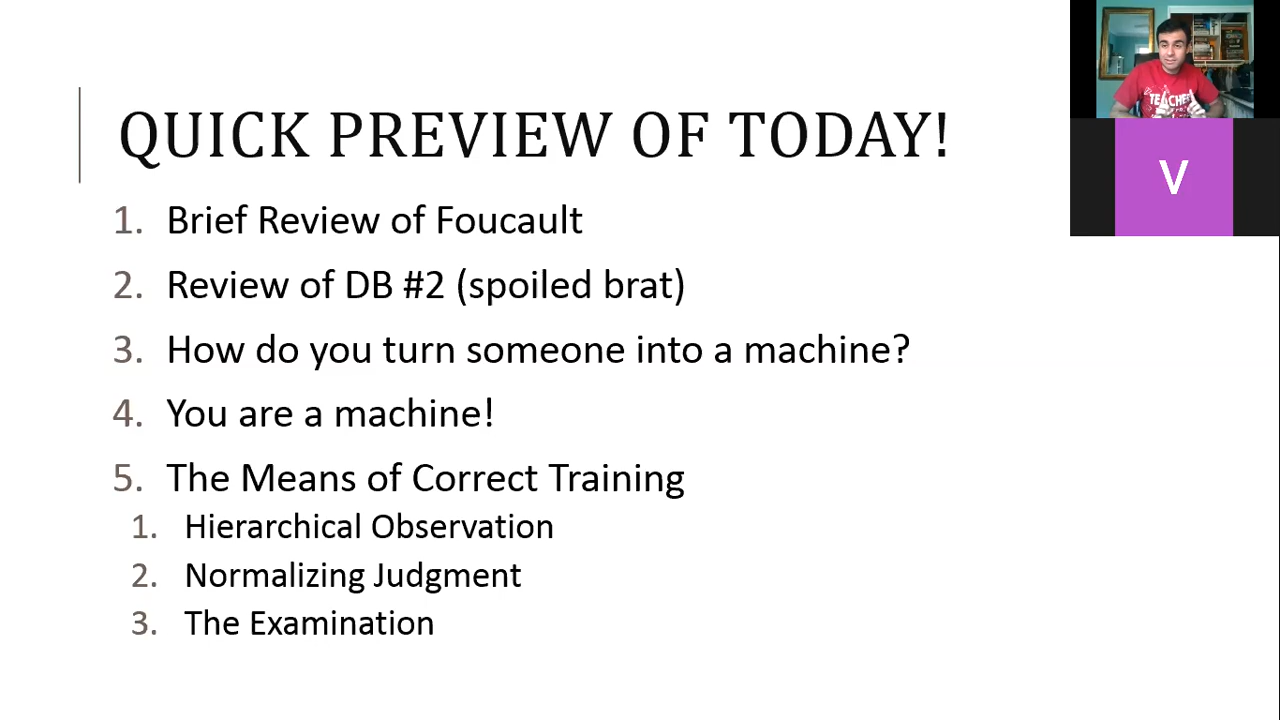 QUICK PREVIEW OF TODAY!
1. Brief Review of Foucault
2. Review of DB #2 (spoiled brat)
3. How do you turn someone into a machine?
4. You are a machine!
5. The Means of Correct Training
1. Hierarchical Observation
2. Normalizing Judgment
3. The Examination
V